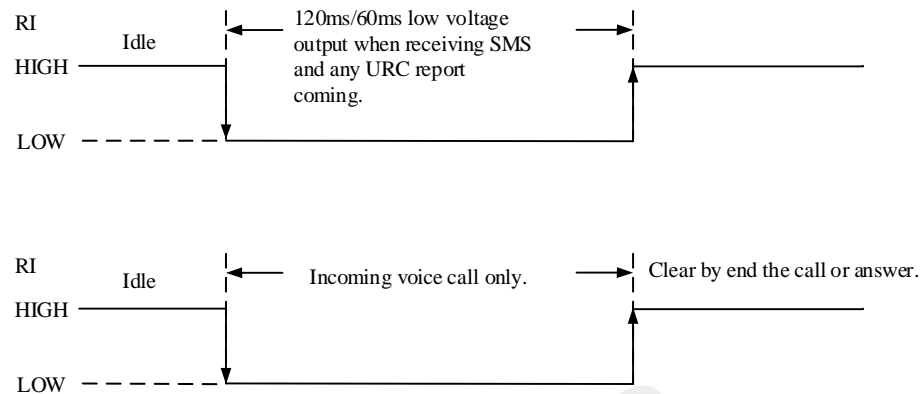 RI
Idle
120ms/60ms low voltage
output when receiving SMS
and any URC report
coming.
HIGH
LOW
RI
Idle
Incoming voice call only.
Clear by end the call or answer.
HIGH
LOW